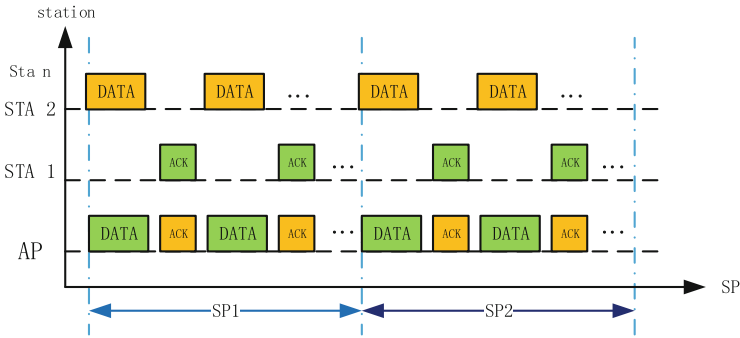 station
Sta n
DATA DATA ... DATA DATA ...
STA 2
ACK ACK ... ACK ACK ...
STA 1
DATA ACK DATA ACK ... DATA ACK DATA ACK ...
AP
SP
SP1 SP2